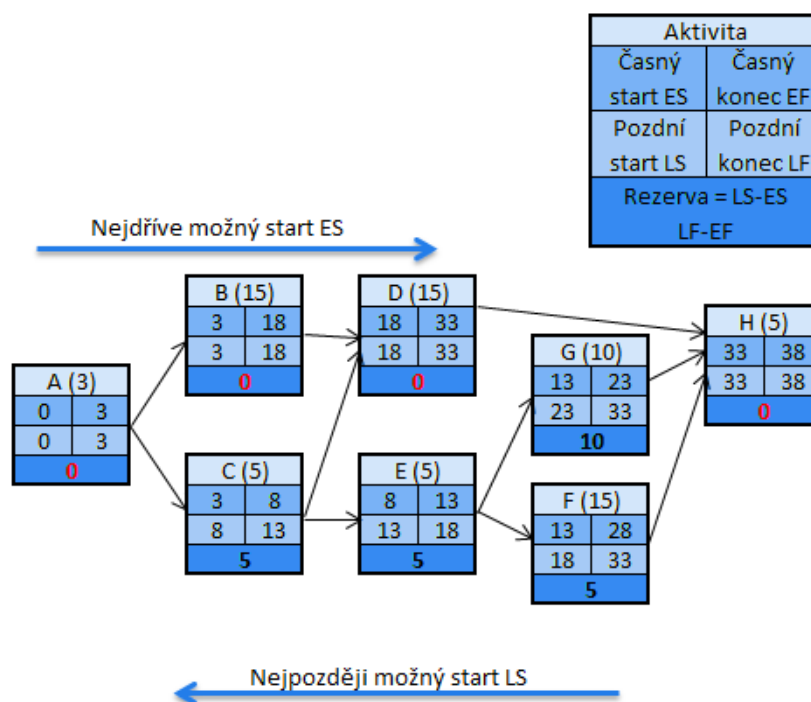 Aktivita
Časný Časný
start ES konec EF
Pozdní Pozdní
start LS konec LF
Rezerva = LS-ES
LF-EF
Nejdříve možný start ES
B (15)
3 18
3 18
0
D (15)
18 33
18 33
0
H (5)
33 38
33 38
0
G (10)
13 23
23 33
10
A (3)
0 3
0 3
0
C (5)
3 8
8 13
5
E (5)
8 13
13 18
5
F (15)
13 28
18 33
5
Nejpozději možný start LS